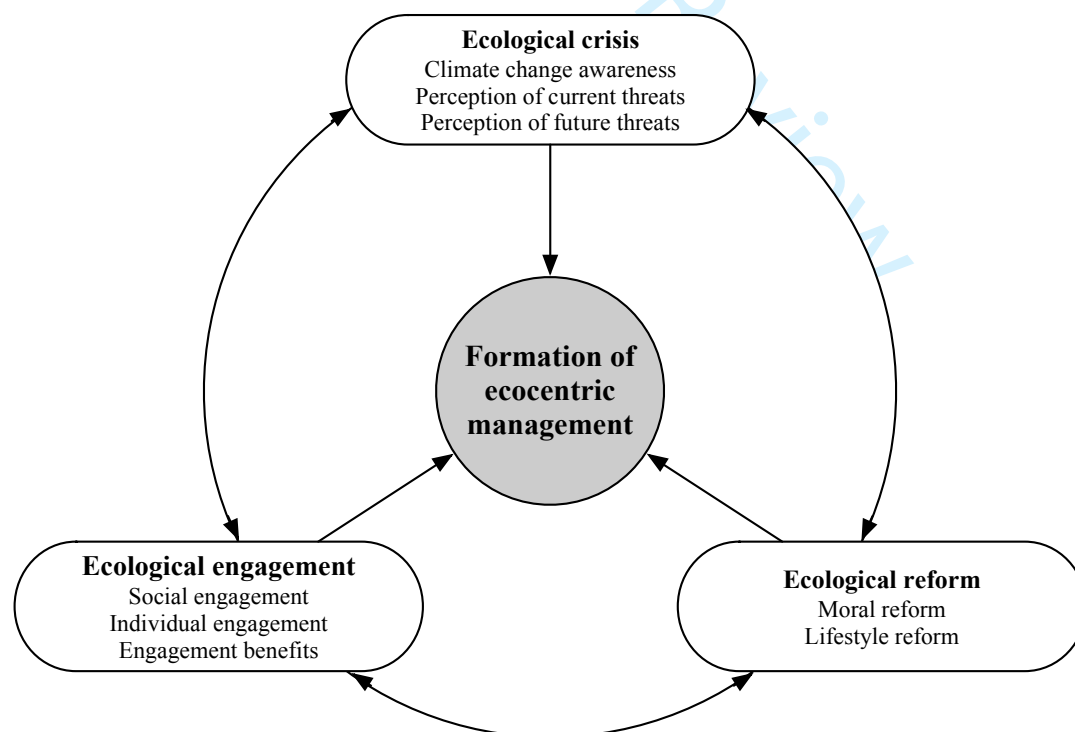 Ecological crisis
Climate change awareness
Perception of current threats
Perception of future threats
view
Formation of
ecocentric
management
Ecological engagement
Social engagement
Individual engagement
Engagement benefits
Ecological reform
Moral reform
Lifestyle reform